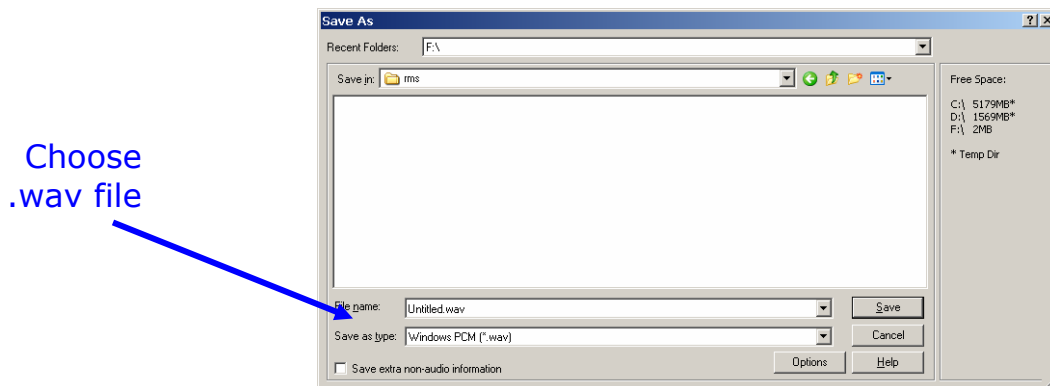 Save As
Recent Folders: F:\
Save in: rms
Free Space:
C:\ 5179MB*
D:\ 1569MB*
F:\ 2MB
* Temp Dir
Choose
.wav file
File name: Untitled.wav Save
Save as type: Windows PCM (*.wav) Cancel
Save extra non-audio information Options Help